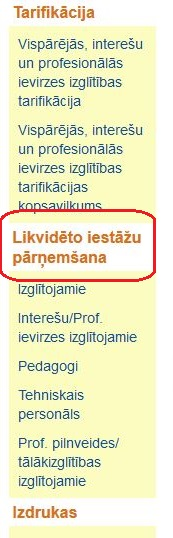 Tarifikācija
Vispārējās, interešu
un profesionālās
ievirzes izglītības
tarifikācija
Vispārējās, interešu
un profesionālās
ievirzes izglītības
tarifikācijas
kopsavilkums
Likvidēto iestāžu
pārņemšana
Izglītojamie
Interešu/Prof.
ievirzes izglītojamie
Pedagogi
Tehniskais
personāls
Prof. pilnveides/
tālākizglītības
izglītojamie
Izdrukas